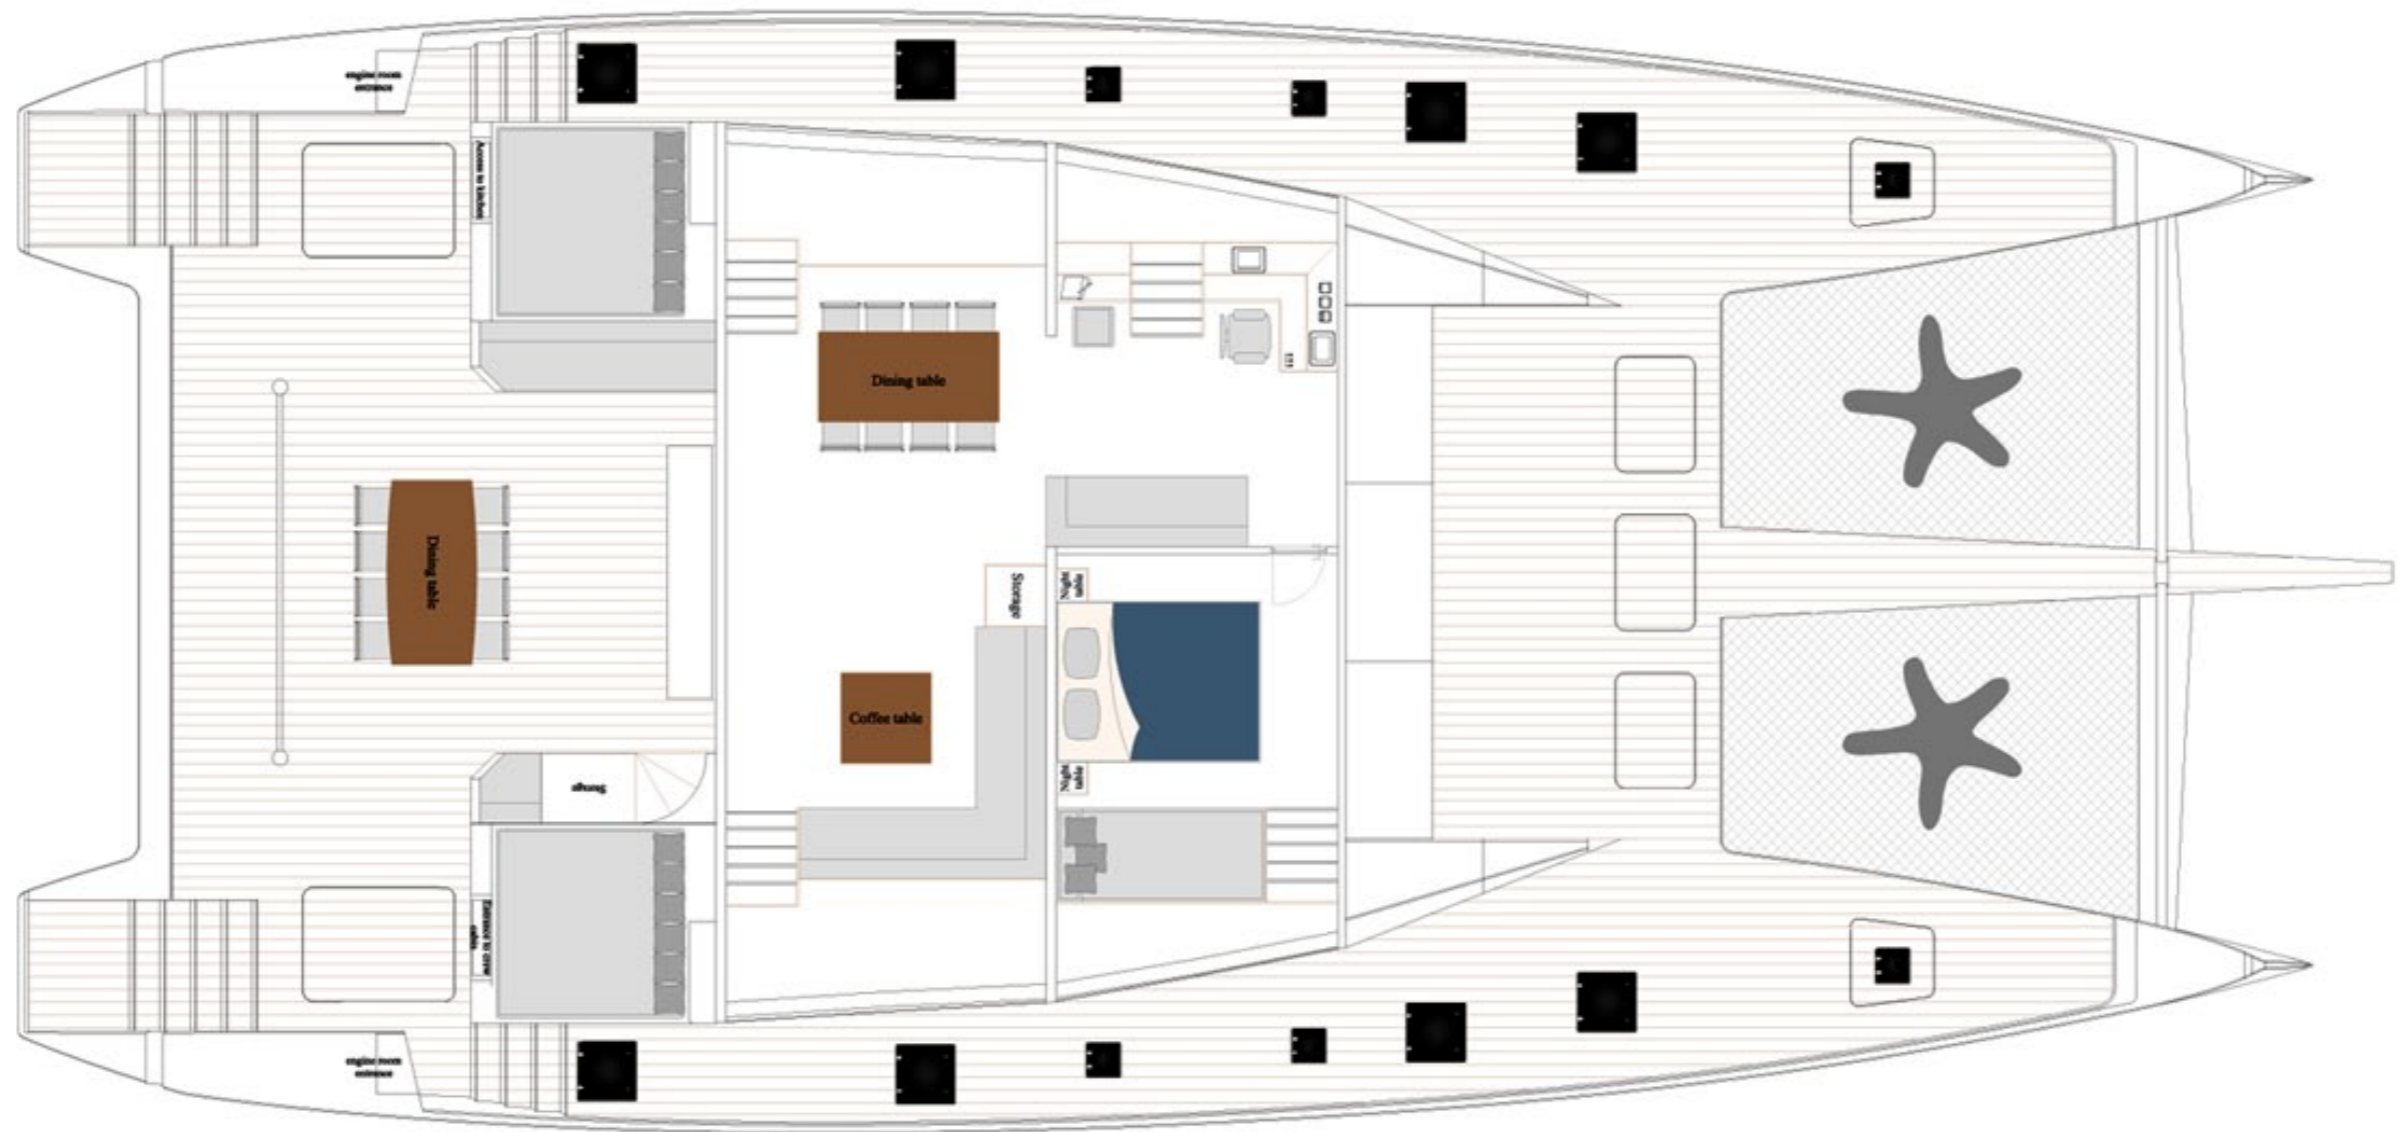 engine room
entrance
Access to kitchen
Dining table
Dining table
Storage
Night
table
Coffee table
Night
table
Storage
Entrance to crew
cabin
engine room
entrance